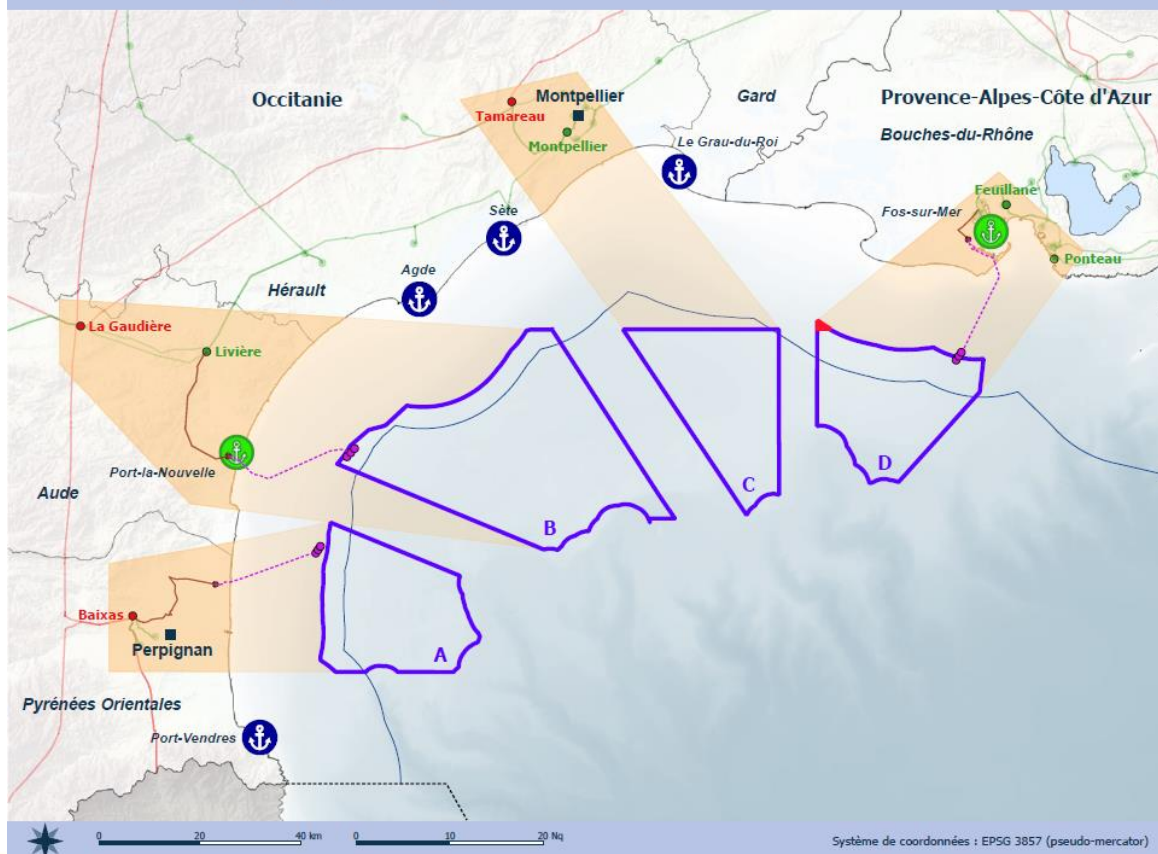 Occitanie
Montpellier
Gard
Provence-Alpes-Côte d'Azur
Tamareau
Montpellier
Bouches-du-Rhône
Le Grau-du-Roi
Feuillane
Fos-sur-Mer
Sète
Ponteau
Agde
Hérault
La Gaudière
Livière
Port-la-Nouvelle
D
C
Aude
B
Baixas
Perpignan
A
Pyrénées Orientales
Port-Vendres
0 20 40 km 0 10 20 Nq
Système de coordonnées : EPSG 3857 (pseudo-mercator)